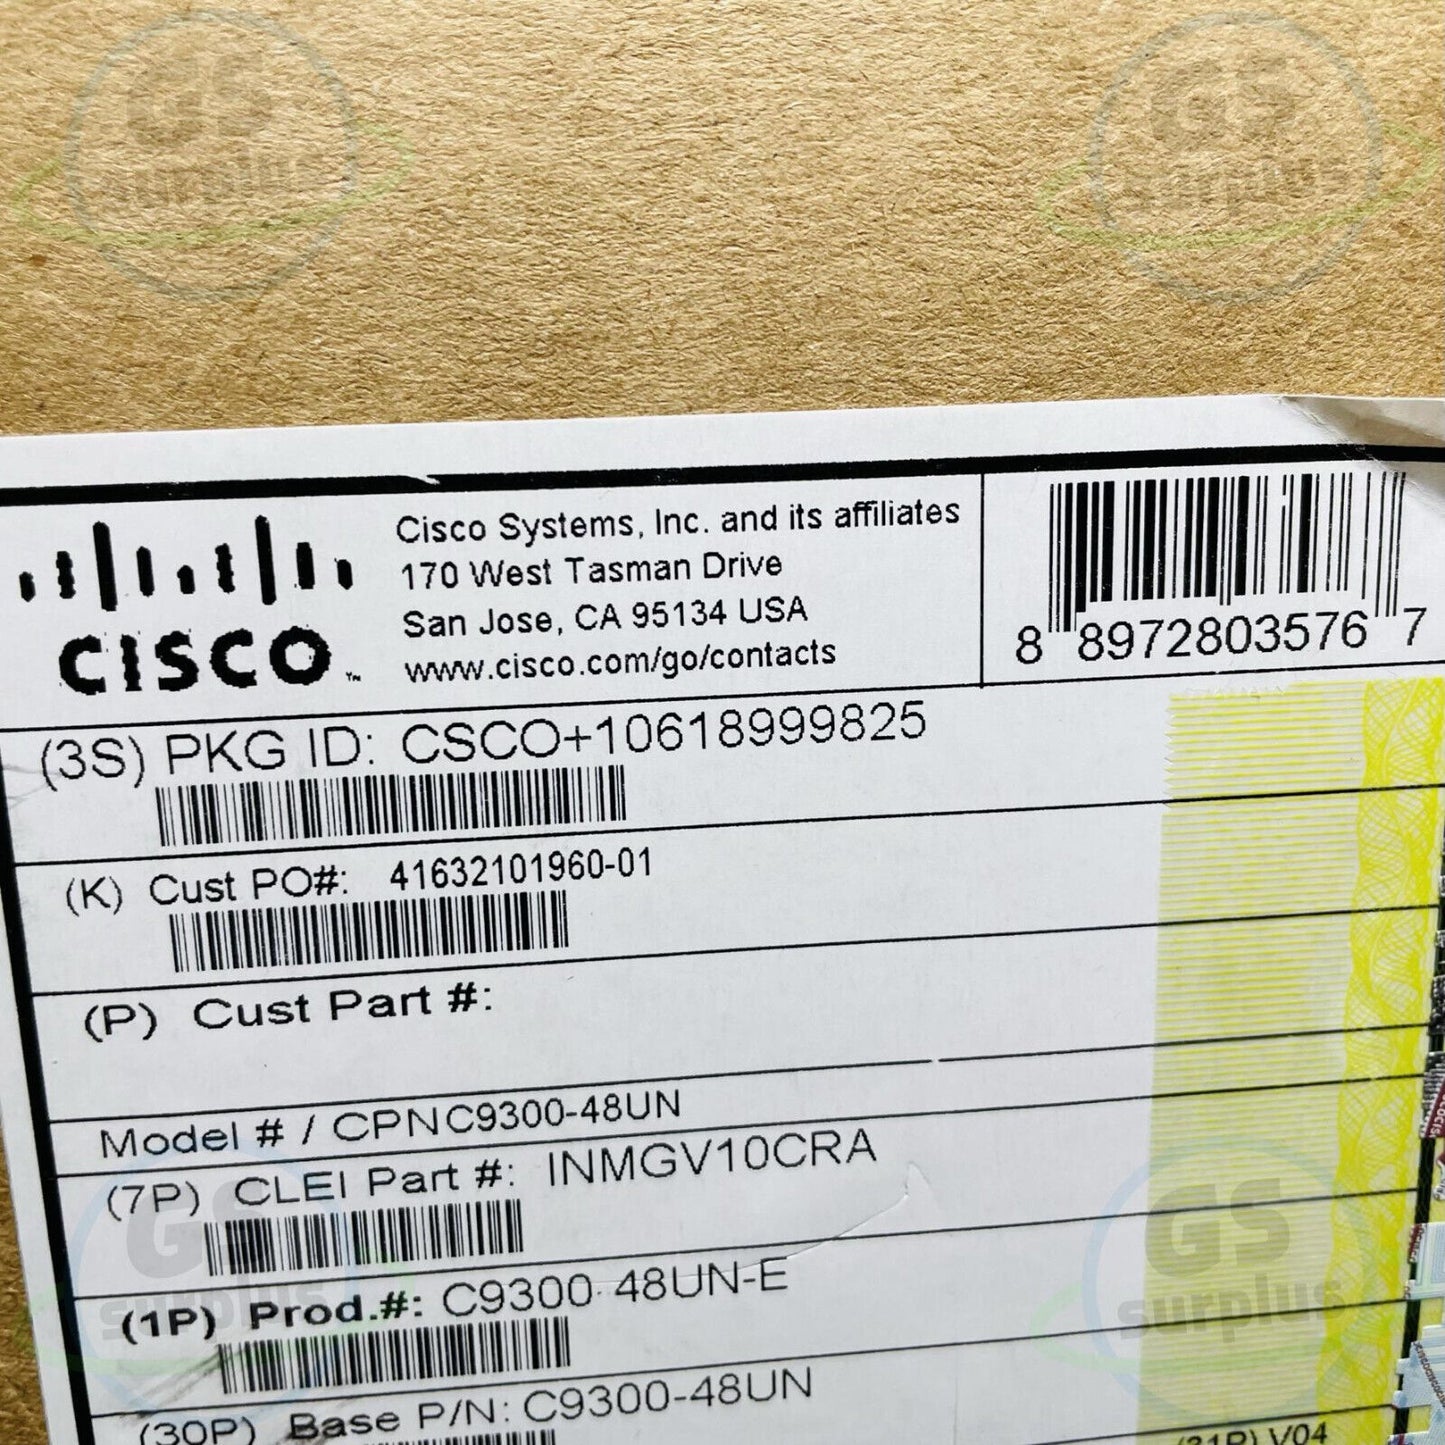 GS GS
surplus surplus
Cisco Systems, Inc. and its affiliates
170 West Tasman Drive
San Jose, CA 95134 USA
www.cisco.com/go/contacts
CISCO™
8 8972803576 7
(3S) PKG ID: CSCO+10618999825
(K) Cust PO#: 41632101960-01
(P) Cust Part #:
Model # / CPNC9300-48UN
(7P) CLEI Part #: INMGV10CRA
GS GS
surplus surplus
(1P) Prod.#: C9300-48UN-E
(30P) Base P/N: C9300-48UN
(31P) V04